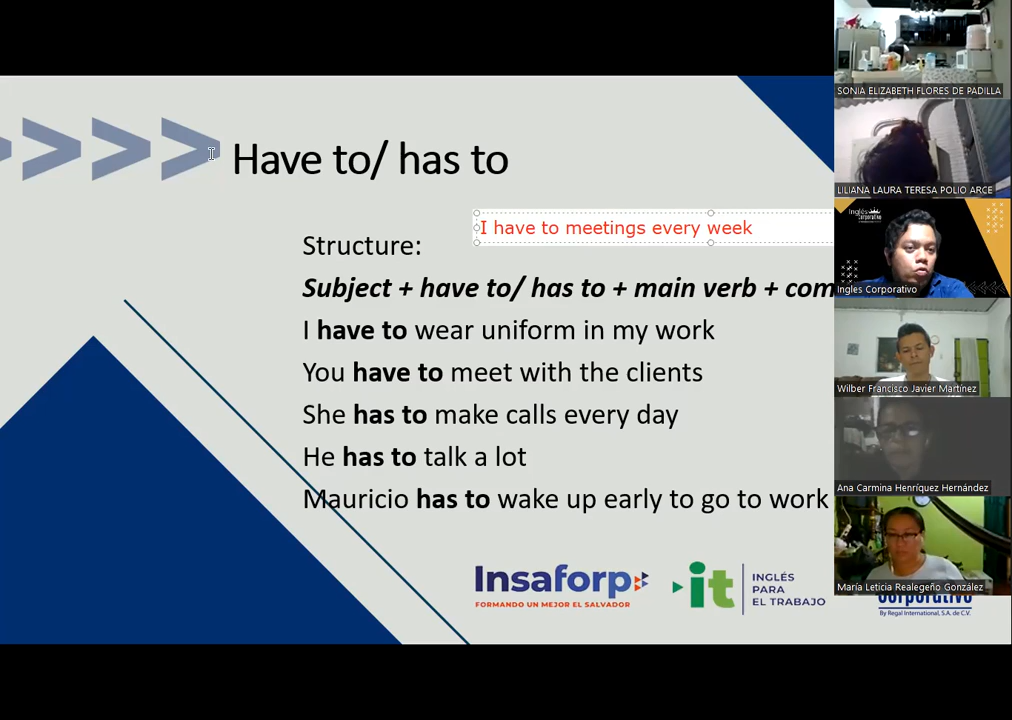 Have to/ has to
I have to meetings every week
Structure:
Subject + have to/ has to + main verb + com
I have to wear uniform in my work
You have to meet with the clients
She has to make calls every day
He has to talk a lot
Mauricio has to wake up early to go to work
Insaforp
FORMANDO UN MEJOR EL SALVADOR
it
INGLÉS
PARA
EL TRABAJO
Corporativo
By Regal International, S.A. de C.V.
SONIA ELIZABETH FLORES DE PADILLA
LILIANA LAURA TERESA POLIO ARCE
Inglés
Corporativo
Ingles Corporativo
Wilber Francisco Javier Martínez
Ana Carmina Henríquez Hernández
María Leticia Realegeño González